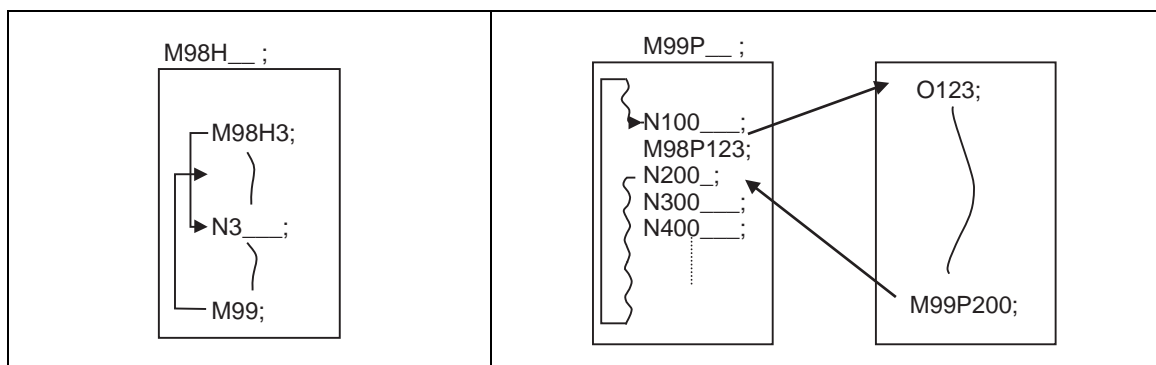 M98H__ ;
M98H3;
N3___;
M99;
M99P__ ;
N100___;
M98P123;
N200_;
N300___;
N400___;
O123;
M99P200;